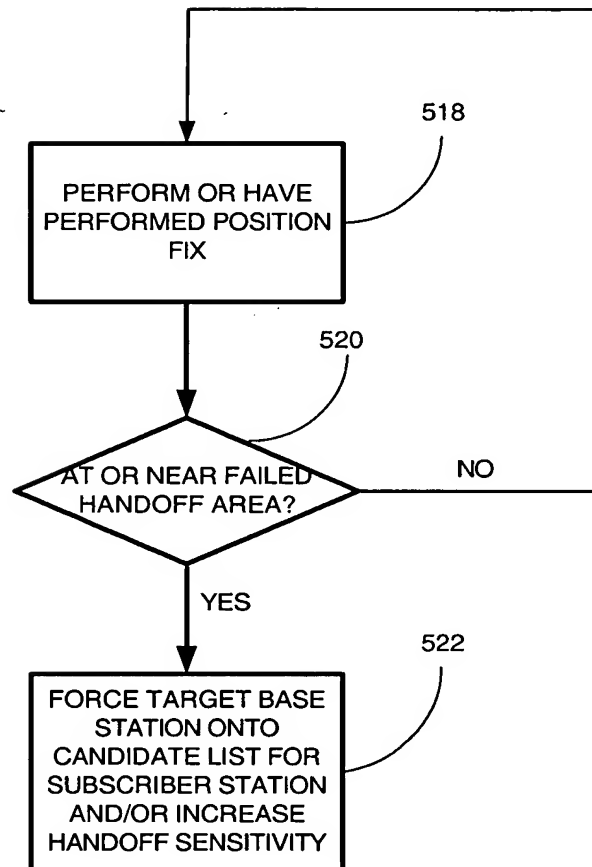 518
PERFORM OR HAVE
PERFORMED POSITION
FIX
520
AT OR NEAR FAILED
HANDOFF AREA?
NO
YES
522
FORCE TARGET BASE
STATION ONTO
CANDIDATE LIST FOR
SUBSCRIBER STATION
AND/OR INCREASE
HANDOFF SENSITIVITY